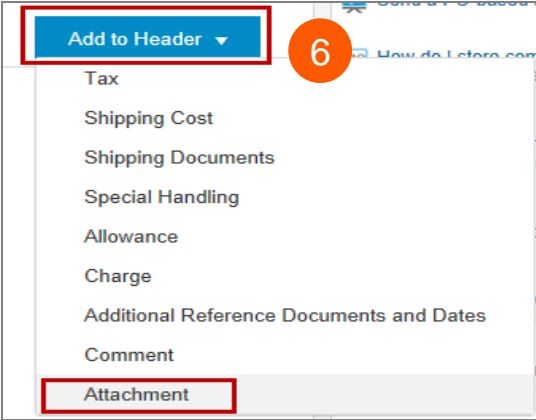 Add to Header
6
Tax
Shipping Cost
Shipping Documents
Special Handling
Allowance
Charge
Additional Reference Documents and Dates
Comment
Attachment